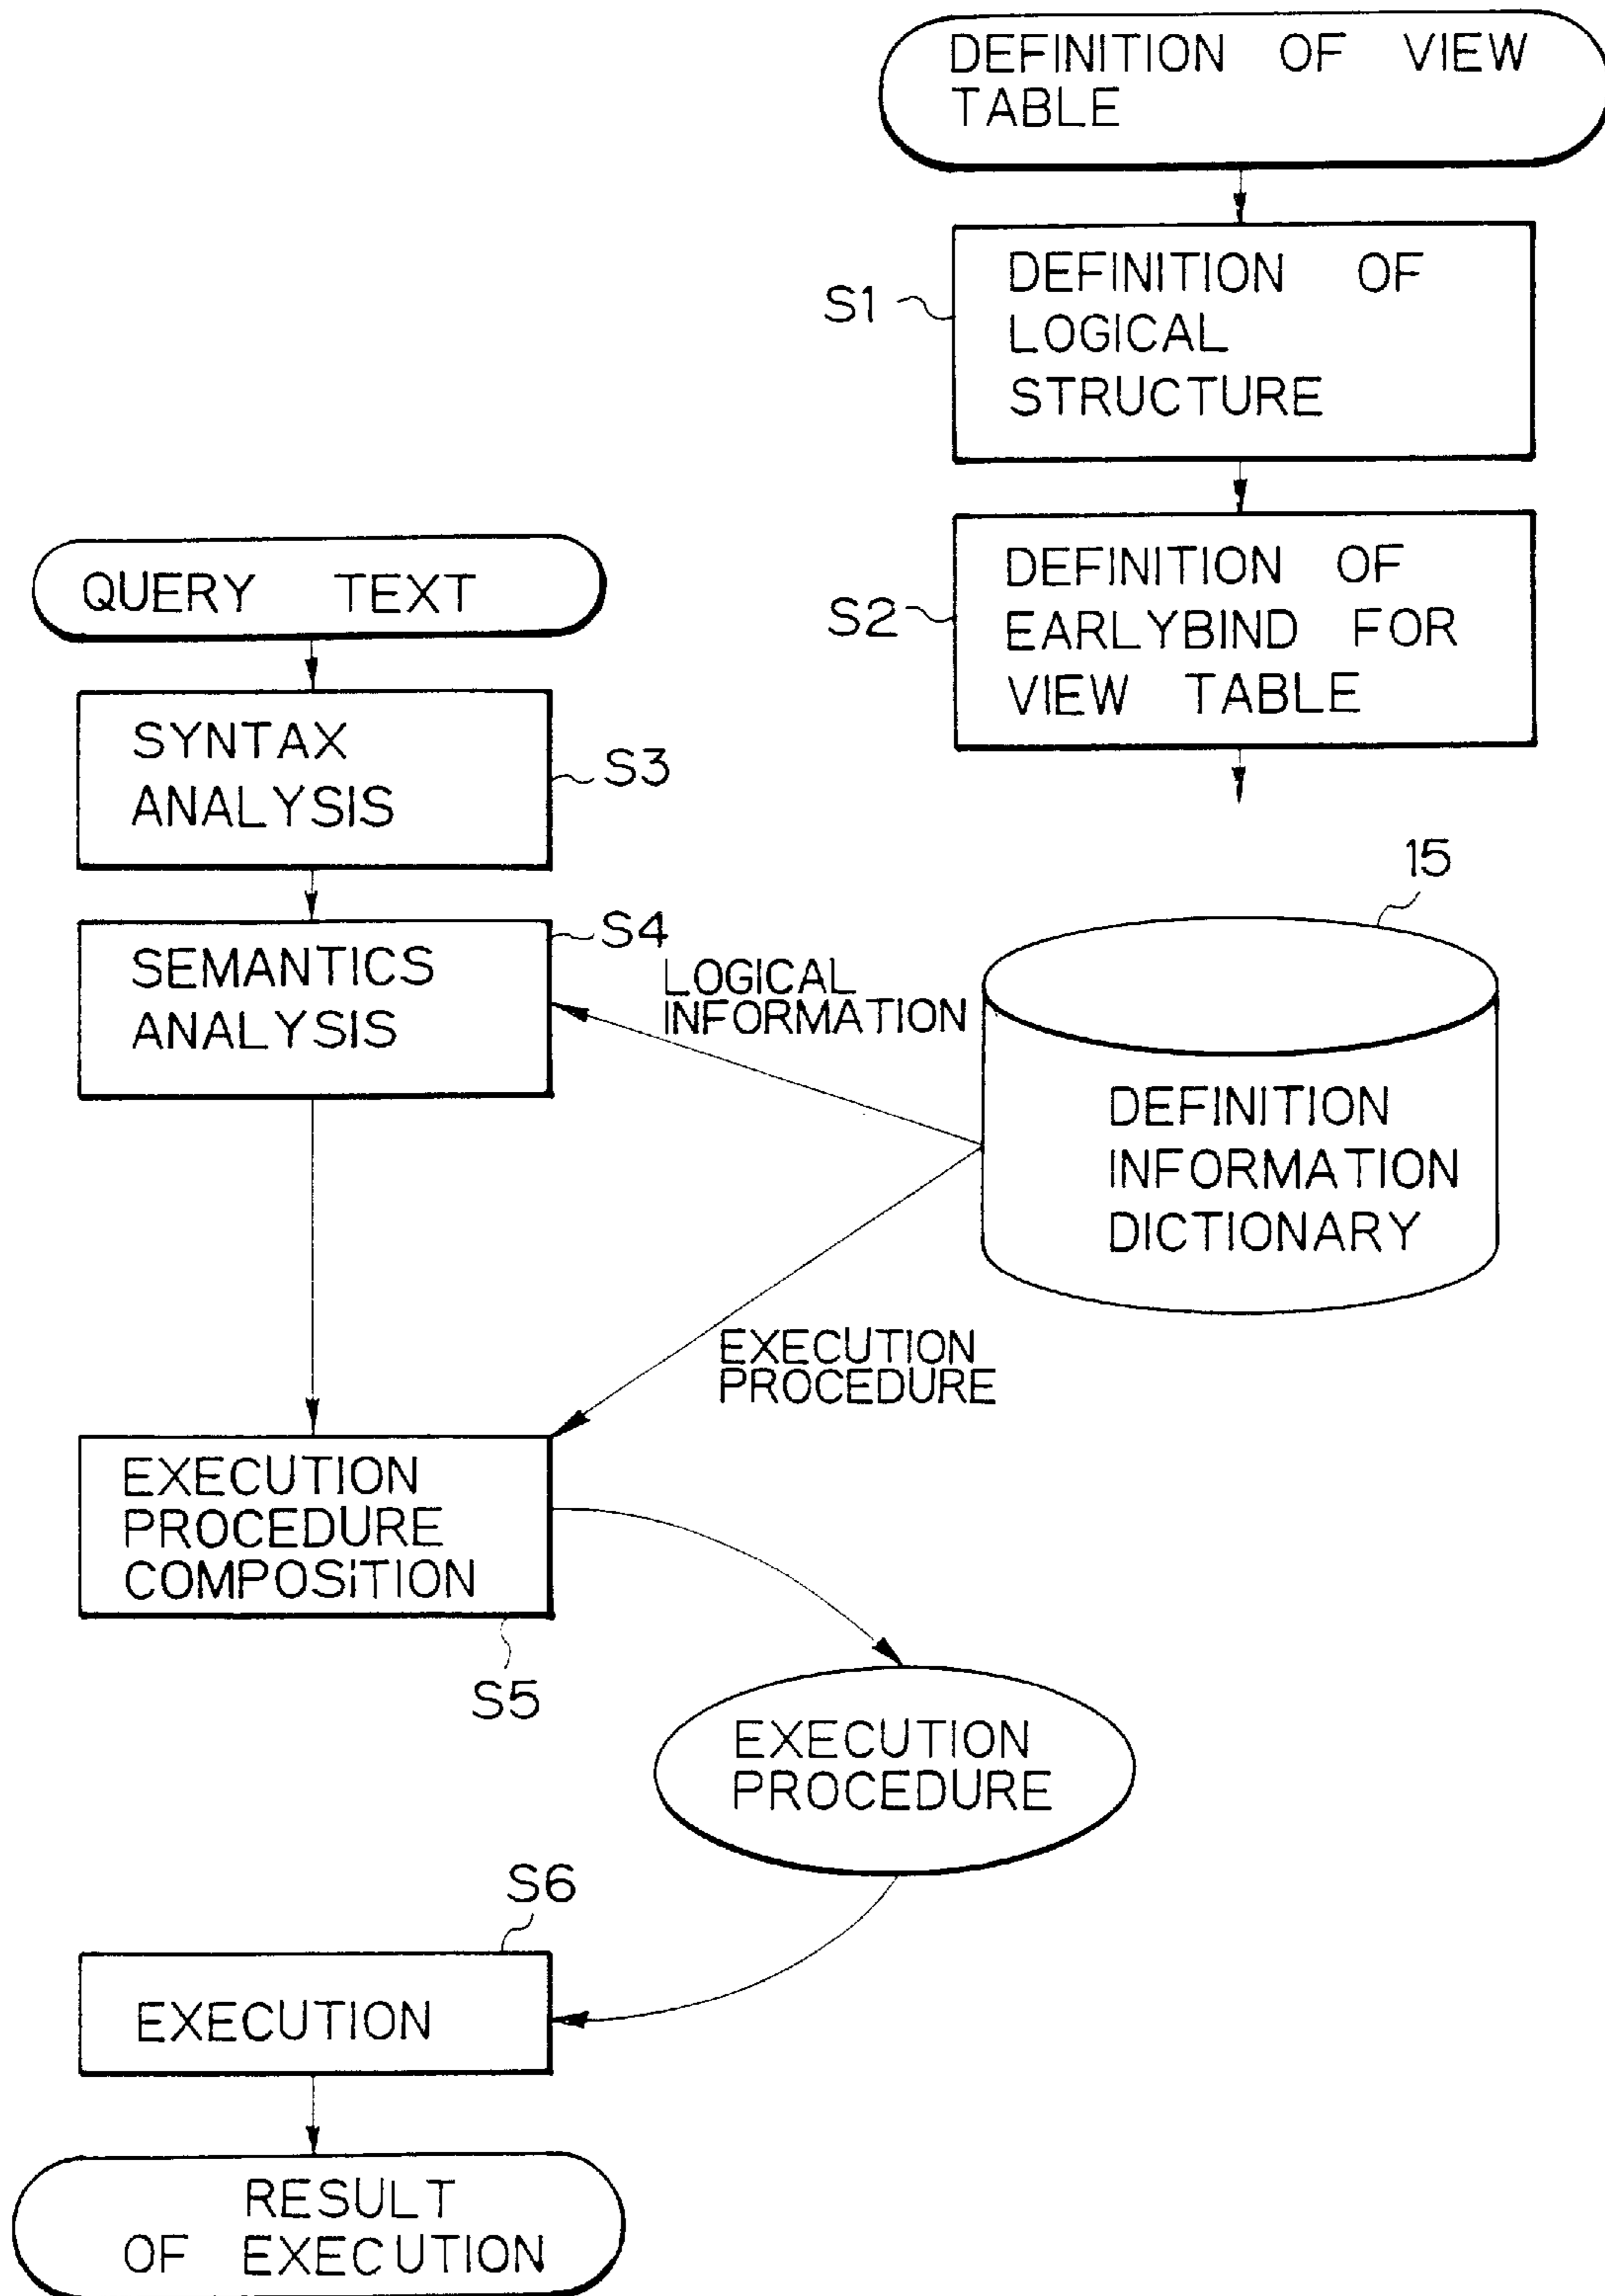 DEFINITION OF VIEW
TABLE
S1
DEFINITION OF
LOGICAL
STRUCTURE
S2
DEFINITION OF
EARLYBIND FOR
VIEW TABLE
QUERY TEXT
SYNTAX
ANALYSIS
S3
SEMANTICS
ANALYSIS
S4
LOGICAL
INFORMATION
15
DEFINITION
INFORMATION
DICTIONARY
EXECUTION
PROCEDURE
EXECUTION
PROCEDURE
COMPOSITION
S5
EXECUTION
PROCEDURE
S6
EXECUTION
RESULT
OF EXECUTION